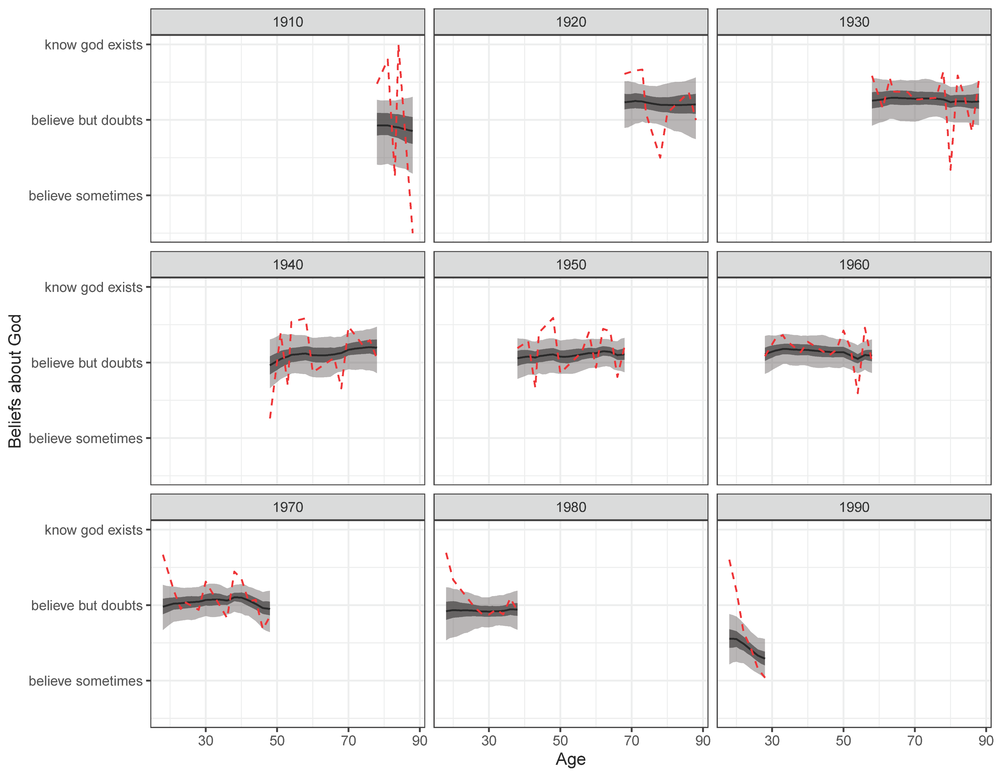 1910
1920
1930
know god exists
believe but doubts
believe sometimes
1940
1950
1960
know god exists
believe but doubts
believe sometimes
Beliefs about God
1970
1980
1990
know god exists
believe but doubts
believe sometimes
30 50 70 90
30 50 70 90
30 50 70 90
Age